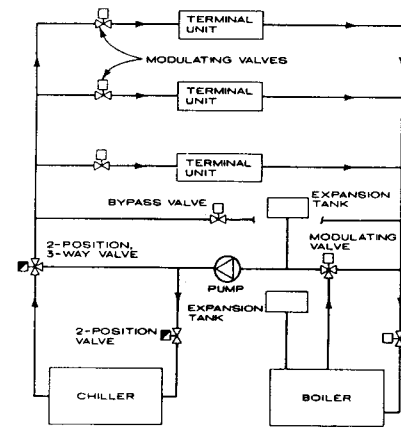 TERMINAL
UNIT
MODULATING VALVES
TERMINAL
UNIT
TERMINAL
UNIT
BYPASS VALVE
EXPANSION
TANK
2-POSITION,
3-WAY VALVE
MODULATING
VALVE
PUMP
EXPANSION
TANK
2-POSITION
VALVE
CHILLER
BOILER